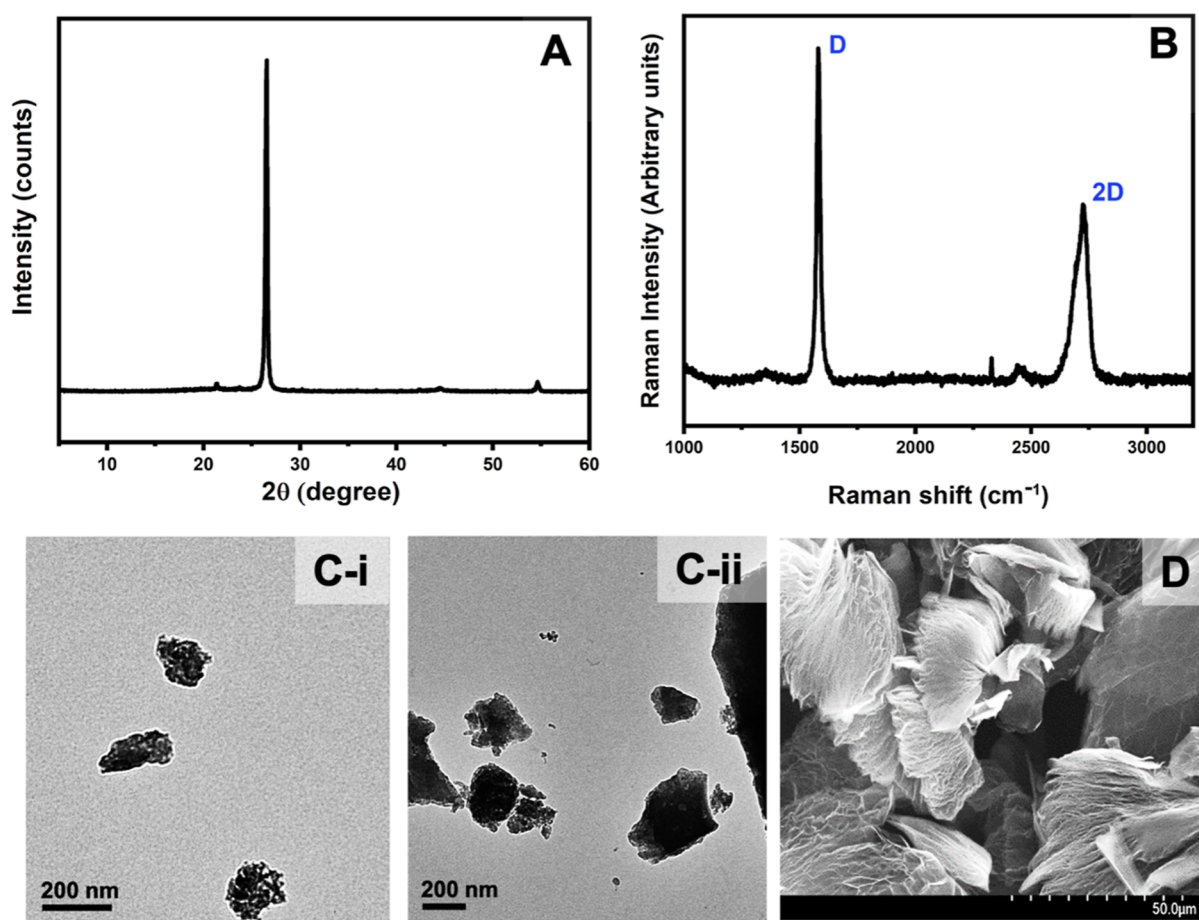 A
Intensity (counts)
10 20 30 40 50 60
2θ (degree)
B
D
2D
Raman Intensity (Arbitrary units)
1000 1500 2000 2500 3000
Raman shift (cm⁻¹)
C-i
200 nm
C-ii
200 nm
D
50.0µm